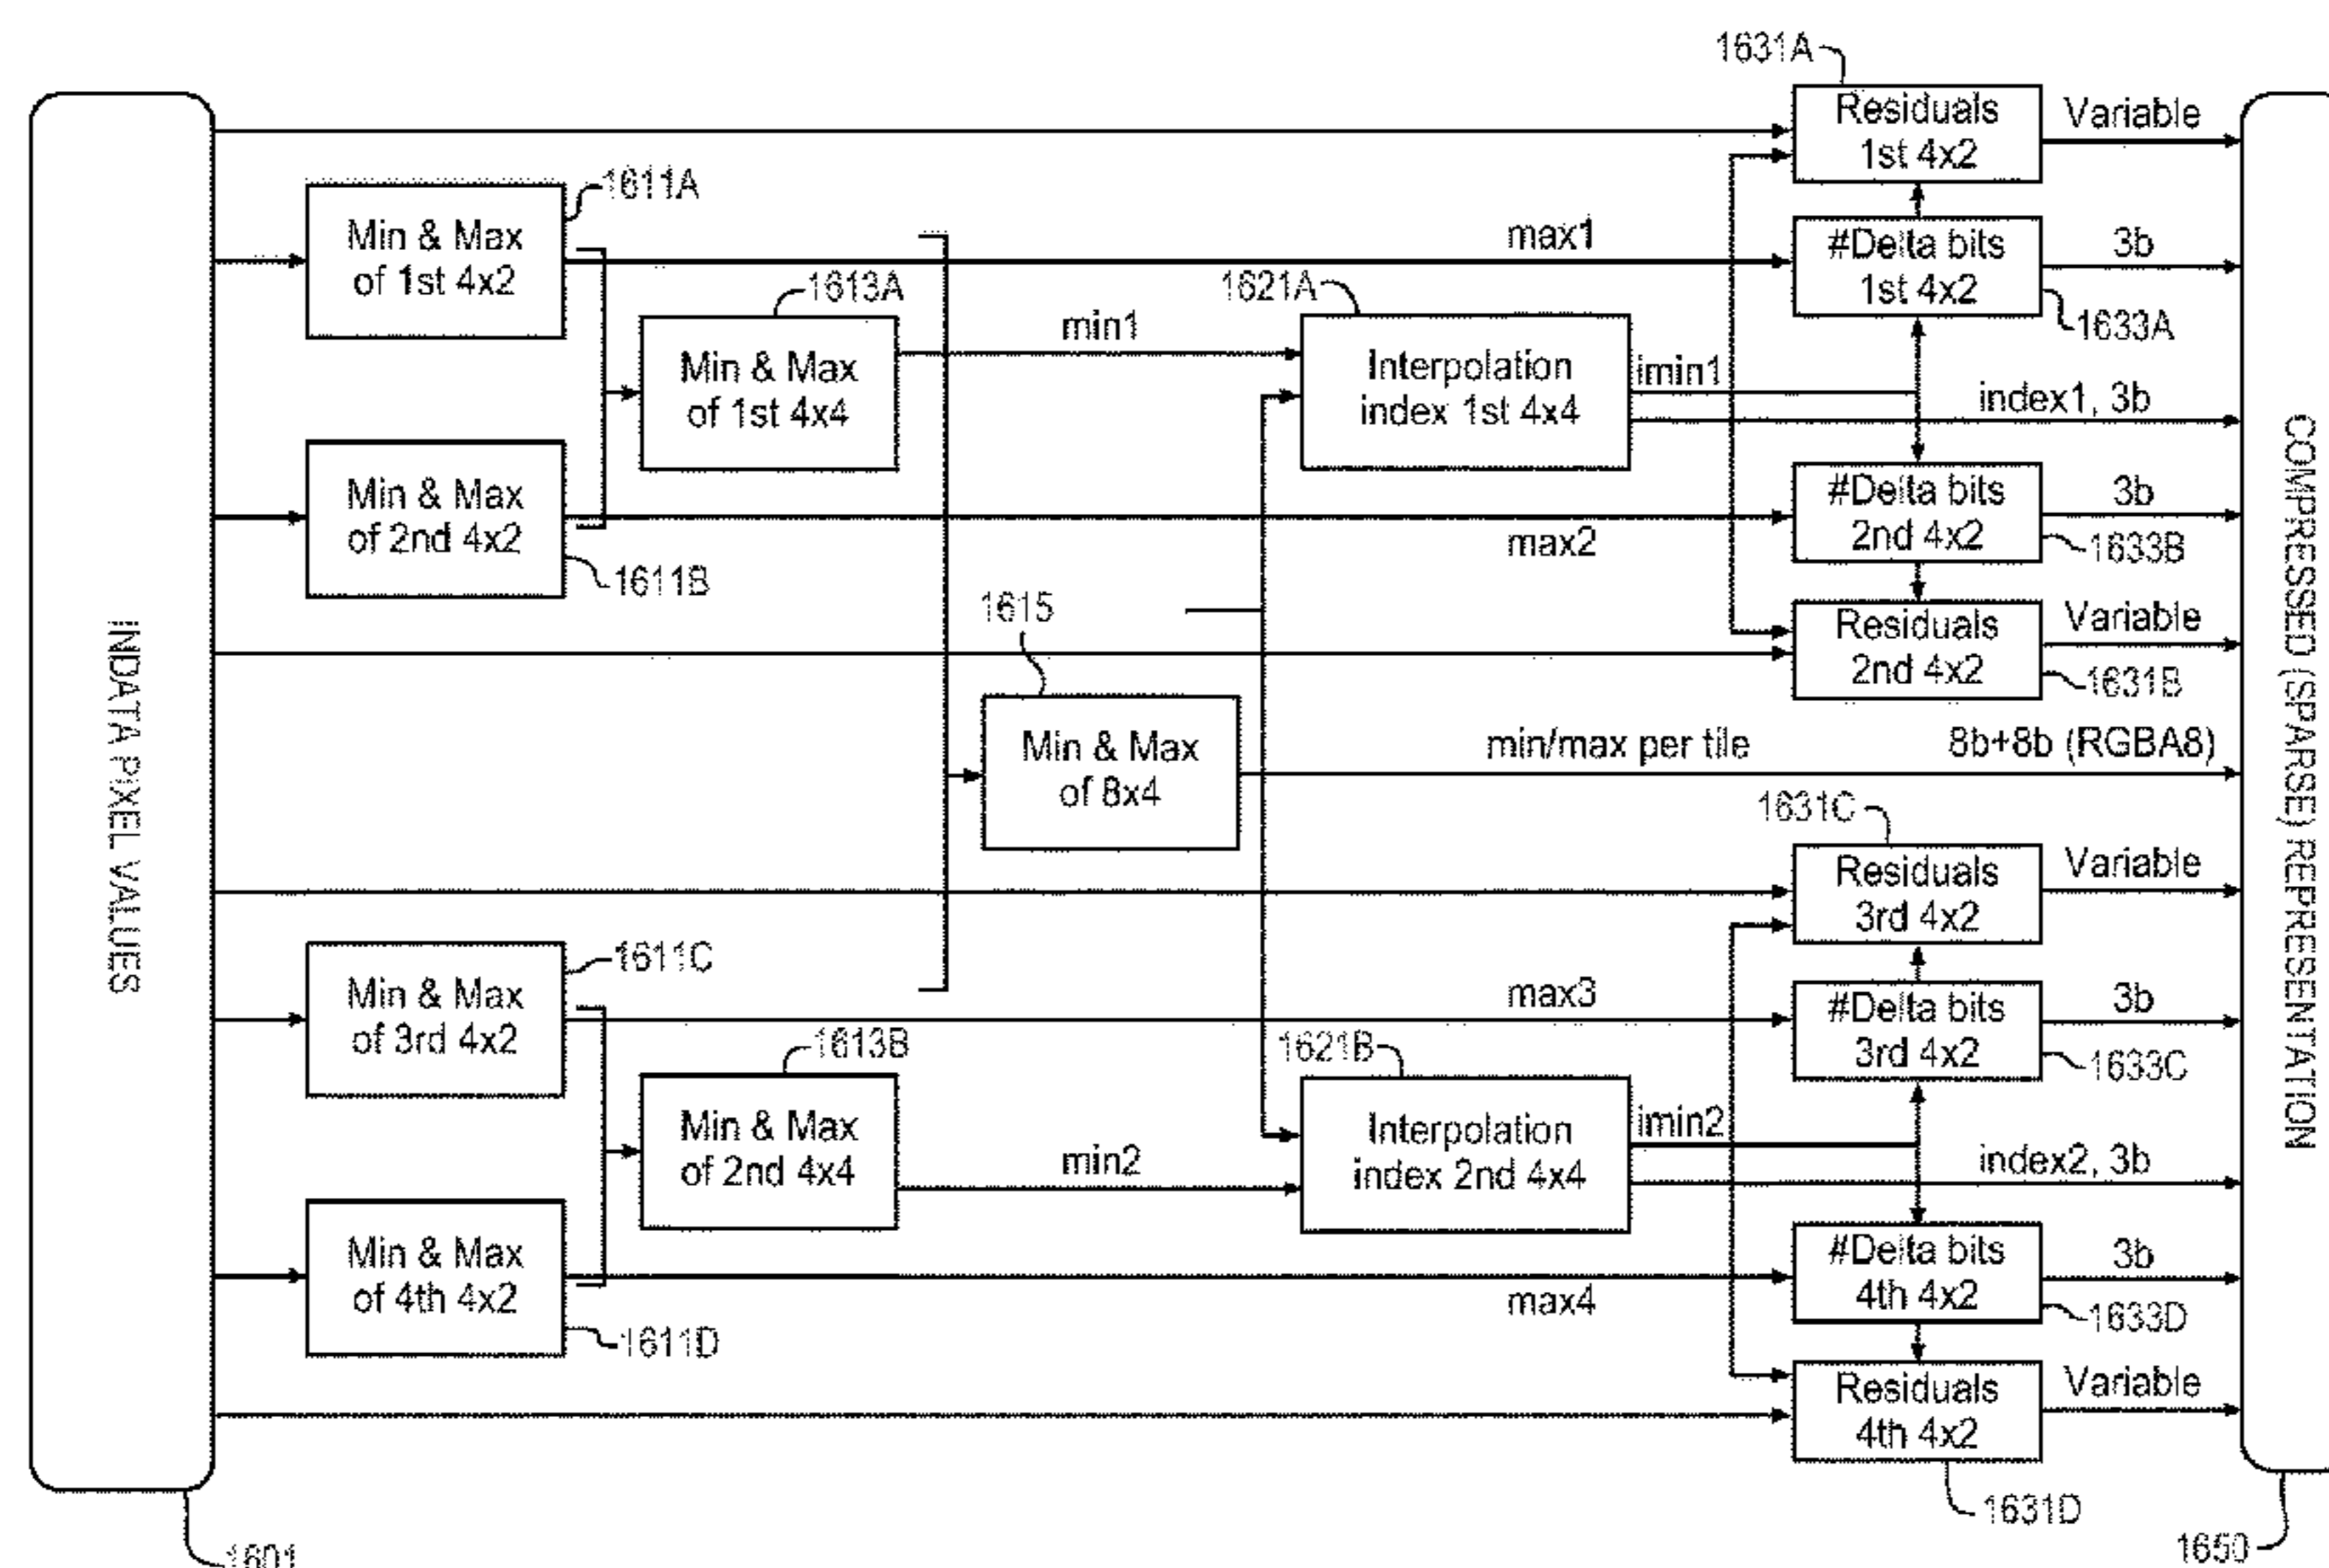 1631A
Residuals
1st 4x2
Variable
1611A
Min & Max
of 1st 4x2
max1
#Delta bits
1st 4x2
3b
1633A
1613A
Min & Max
of 1st 4x4
min1
1621A
Interpolation
index 1st 4x4
imin1
index1, 3b
Min & Max
of 2nd 4x2
1611B
max2
#Delta bits
2nd 4x2
3b
1633B
Residuals
2nd 4x2
Variable
1631B
1615
Min & Max
of 8x4
min/max per tile
8b+8b (RGBA8)
INDATA PIXEL VALUES
COMPRESSED (SPARSE) REPRESENTATION
1631C
Residuals
3rd 4x2
Variable
1611C
Min & Max
of 3rd 4x2
max3
#Delta bits
3rd 4x2
3b
1633C
1613B
Min & Max
of 2nd 4x4
min2
1621B
Interpolation
index 2nd 4x4
imin2
index2, 3b
Min & Max
of 4th 4x2
1611D
max4
#Delta bits
4th 4x2
3b
1633D
Residuals
4th 4x2
Variable
1631D
1601
1650